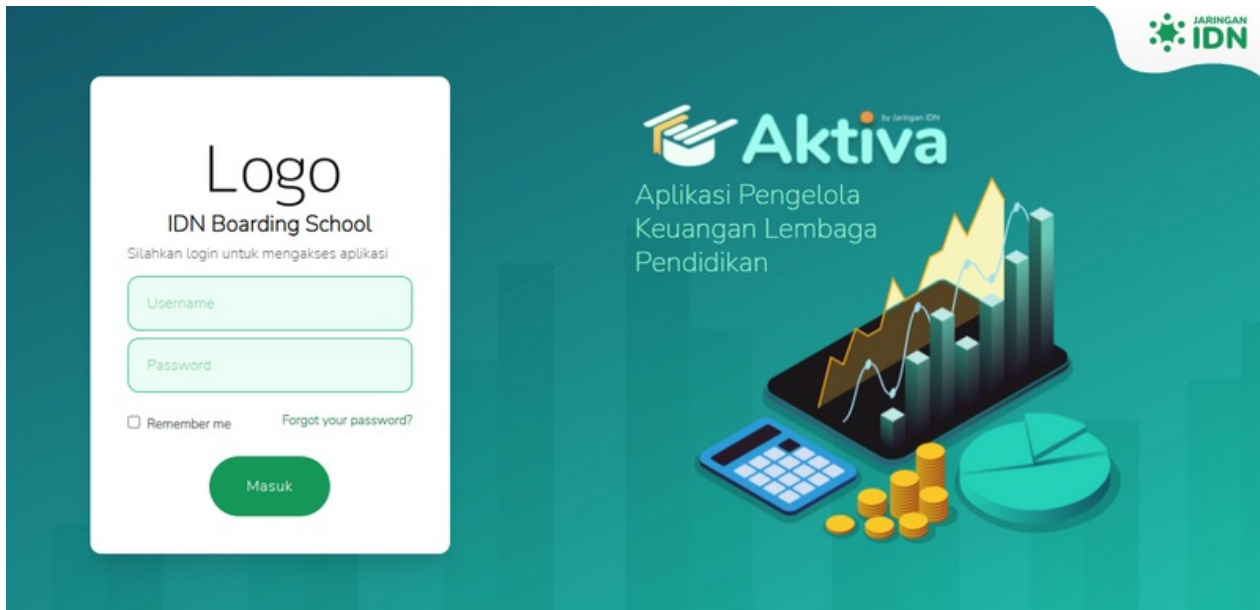 JARINGAN
IDN
Logo
IDN Boarding School
Silahkan login untuk mengakses aplikasi
Username
Password
Remember me
Forgot your password?
Masuk
by Jaringan IDN
Aktiva
Aplikasi Pengelola
Keuangan Lembaga
Pendidikan